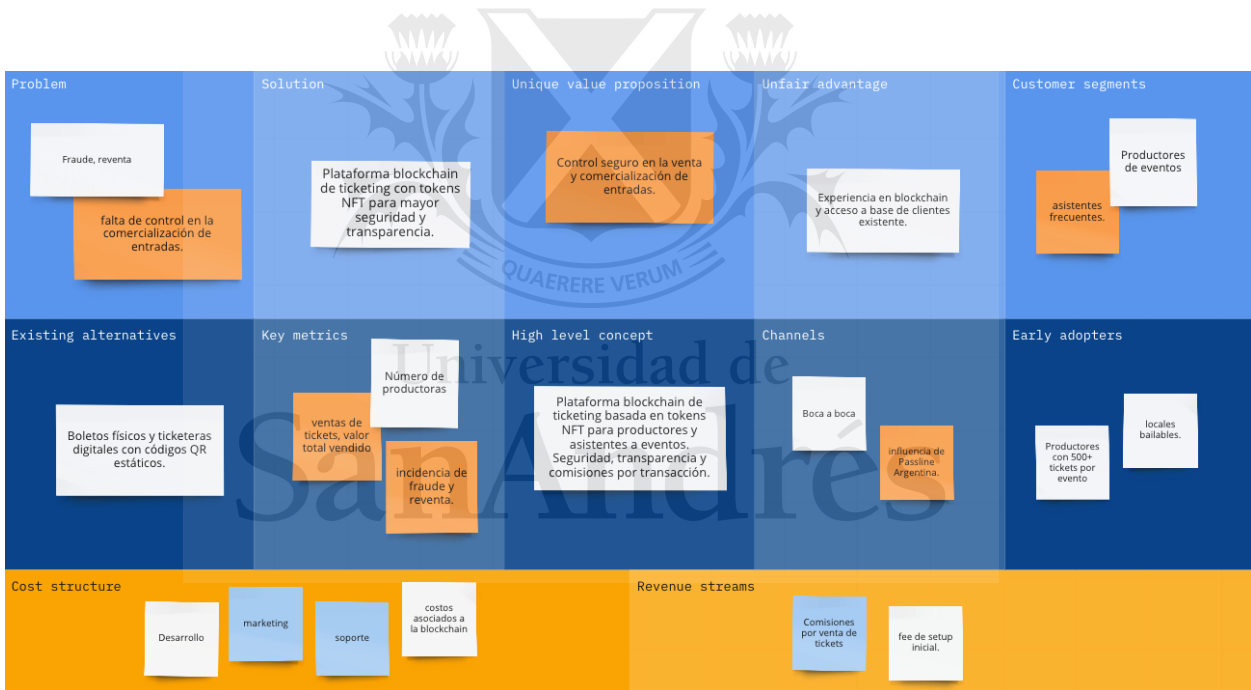 Problem
Fraude, reventa
falta de control en la
comercialización de
entradas.
Solution
Plataforma blockchain
de ticketing con tokens
NFT para mayor
seguridad y
transparencia.
Unique value proposition
Control seguro en la venta
y comercialización de
entradas.
Unfair advantage
Experiencia en blockchain
y acceso a base de clientes
existente.
Customer segments
Productores
de eventos
asistentes
frecuentes.
QUAERERE VERUM
Universidad de
SanAndrés
Existing alternatives
Boletos físicos y ticketeras
digitales con códigos QR
estáticos.
Key metrics
Número de
productoras
ventas de
tickets, valor
total vendido
incidencia de
fraude y
reventa.
High level concept
Plataforma blockchain de
ticketing basada en tokens
NFT para productores y
asistentes a eventos.
Seguridad, transparencia y
comisiones por transacción.
Channels
Boca a boca
influencia de
Passline
Argentina.
Early adopters
Productores
con 500+
tickets por
evento
locales
bailables.
Cost structure
Desarrollo
marketing
soporte
costos
asociados a
la blockchain
Revenue streams
Comisiones
por venta de
tickets
fee de setup
inicial.